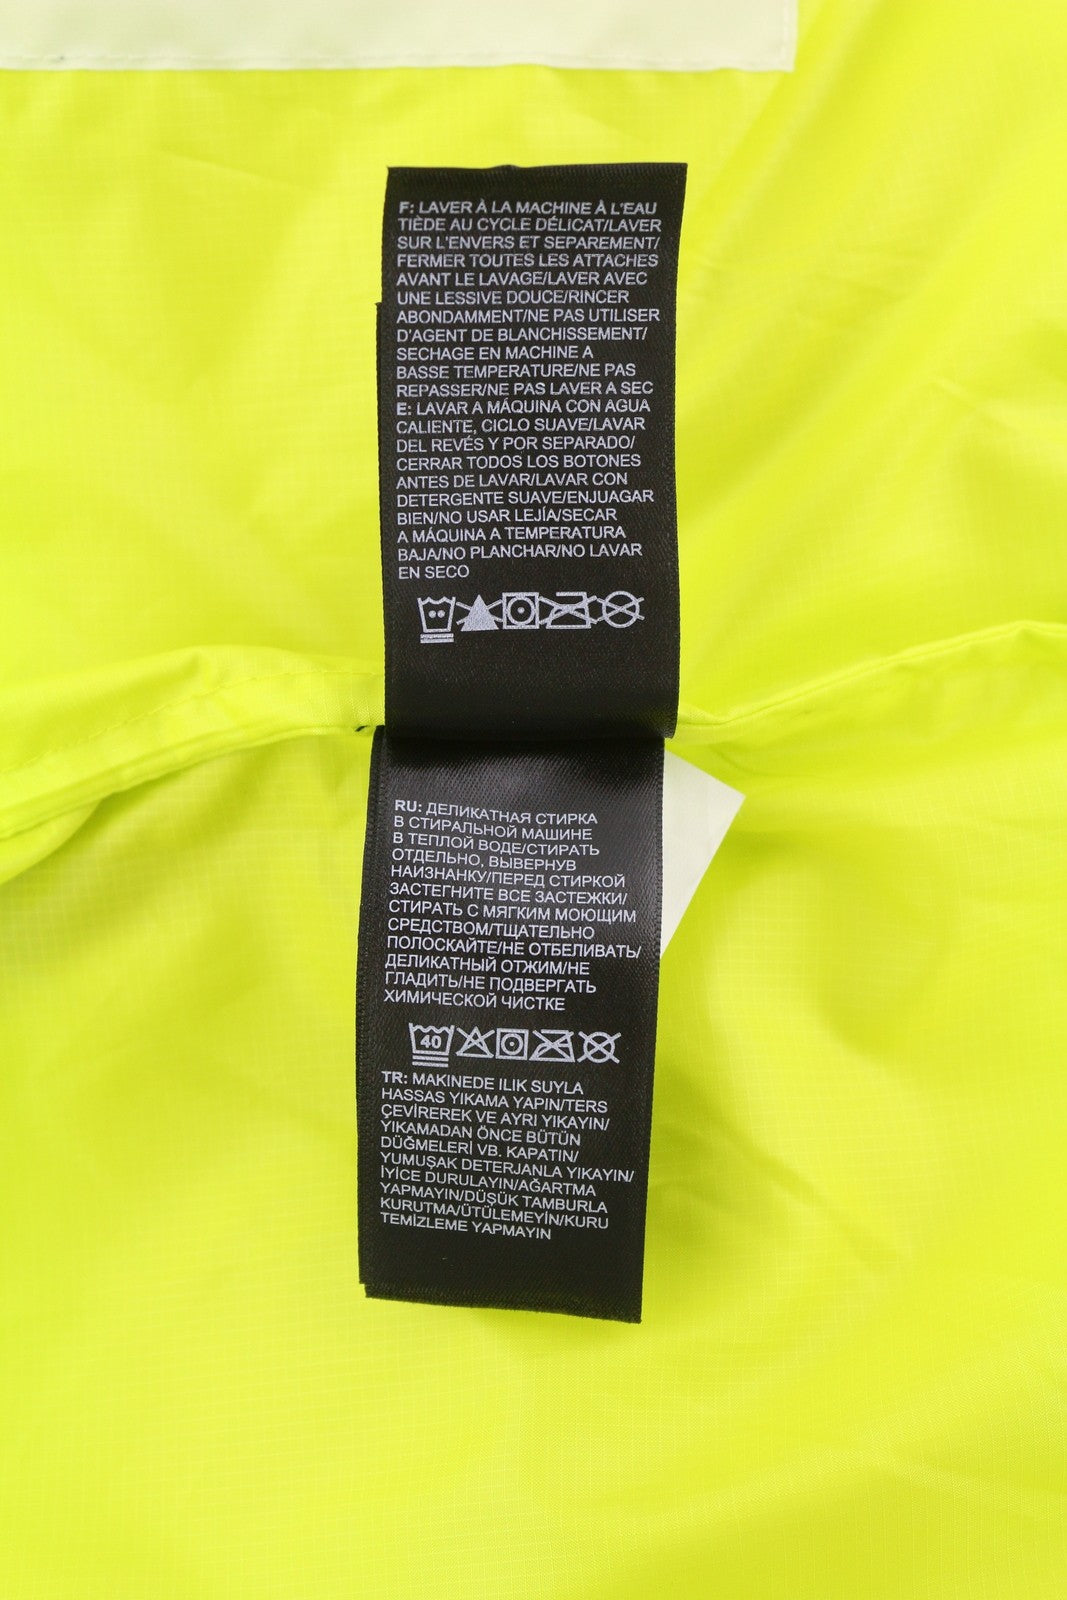 F: LAVER À LA MACHINE À L'EAU
TIÈDE AU CYCLE DÉLICAT/LAVER
SUR L'ENVERS ET SEPAREMENT/
FERMER TOUTES LES ATTACHES
AVANT LE LAVAGE/LAVER AVEC
UNE LESSIVE DOUCE/RINCER
ABONDAMMENT/NE PAS UTILISER
D'AGENT DE BLANCHISSEMENT/
SECHAGE EN MACHINE A
BASSE TEMPERATURE/NE PAS
REPASSER/NE PAS LAVER A SEC
E: LAVAR A MÁQUINA CON AGUA
CALIENTE, CICLO SUAVE/LAVAR
DEL REVÉS Y POR SEPARADO/
CERRAR TODOS LOS BOTONES
ANTES DE LAVAR/LAVAR CON
DETERGENTE SUAVE/ENJUAGAR
BIEN/NO USAR LEJÍA/SECAR
A MÁQUINA A TEMPERATURA
BAJA/NO PLANCHAR/NO LAVAR
EN SECO
RU: ДЕЛИКАТНАЯ СТИРКА
В СТИРАЛЬНОЙ МАШИНЕ
В ТЕПЛОЙ ВОДЕ/СТИРАТЬ
ОТДЕЛЬНО, ВЫВЕРНУВ
НАИЗНАНКУ/ПЕРЕД СТИРКОЙ
ЗАСТЕГНИТЕ ВСЕ ЗАСТЕЖКИ/
СТИРАТЬ С МЯГКИМ МОЮЩИМ
СРЕДСТВОМ/ТЩАТЕЛЬНО
ПОЛОСКАЙТЕ/НЕ ОТБЕЛИВАТЬ/
ДЕЛИКАТНЫЙ ОТЖИМ/НЕ
ГЛАДИТЬ/НЕ ПОДВЕРГАТЬ
ХИМИЧЕСКОЙ ЧИСТКЕ
40
TR: MAKINEDE ILIK SUYLA
HASSAS YIKAMA YAPIN/TERS
ÇEVİREREK VE AYRI YIKAYIN/
YIKAMADAN ÖNCE BÜTÜN
DÜĞMELERİ VB. KAPATIN/
YUMUŞAK DETERJANLA YIKAYIN/
İYİCE DURULAYIN/AĞARTMA
YAPMAYIN/DÜŞÜK TAMBURLA
KURUTMA/ÜTÜLEMEYİN/KURU
TEMİZLEME YAPMAYIN